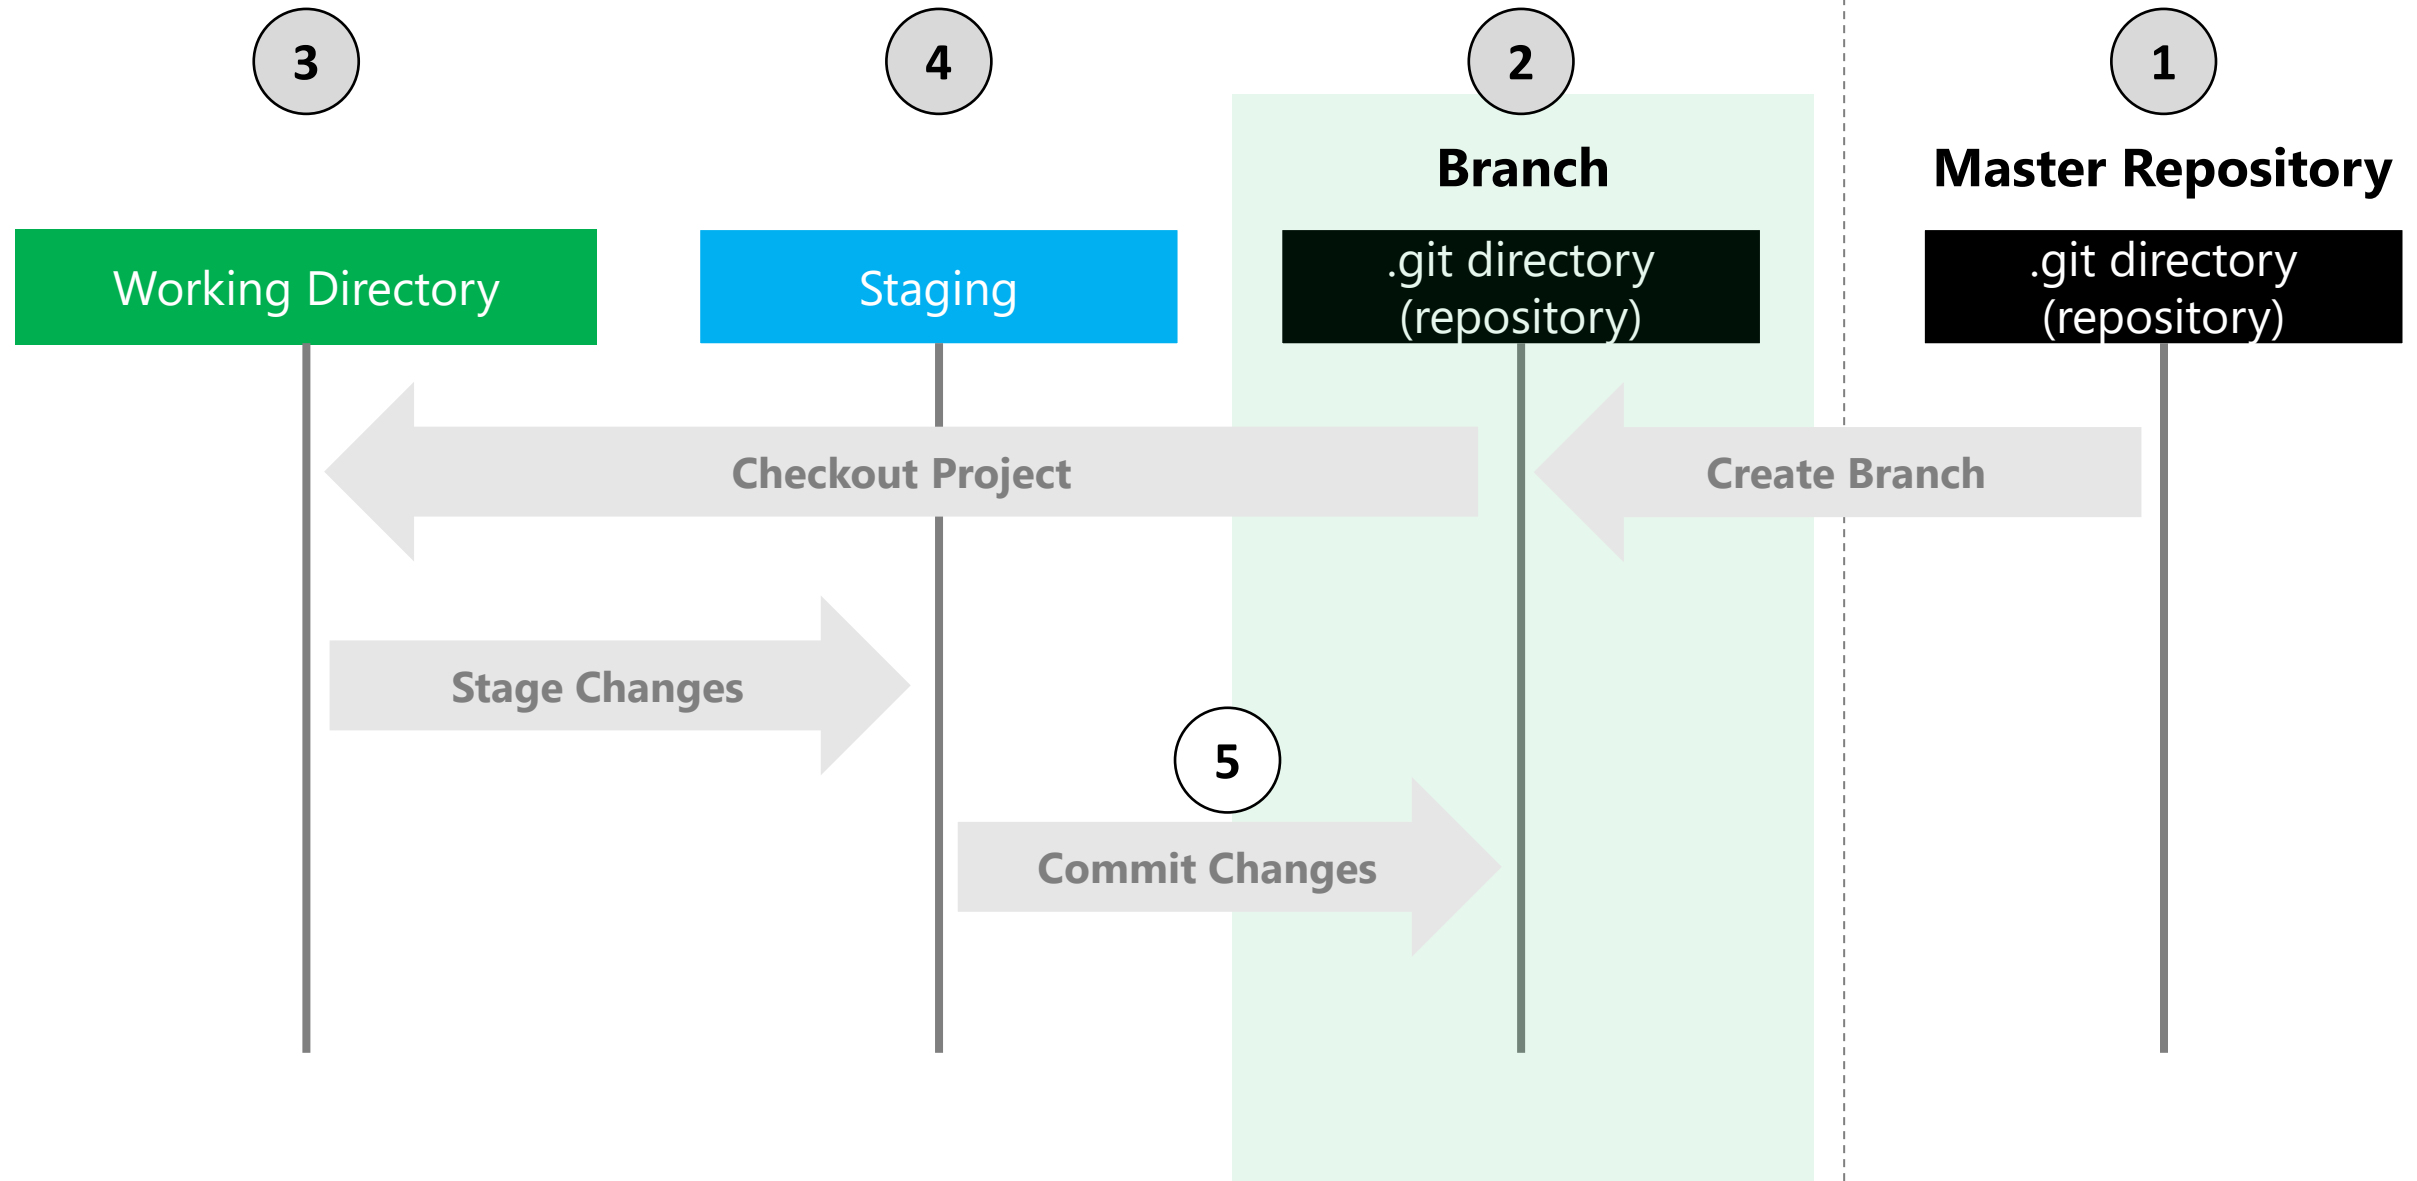 3
4
2
1
Branch
Master Repository
Working Directory
Staging
.git directory
(repository)
.git directory
(repository)
Checkout Project
Create Branch
Stage Changes
5
Commit Changes